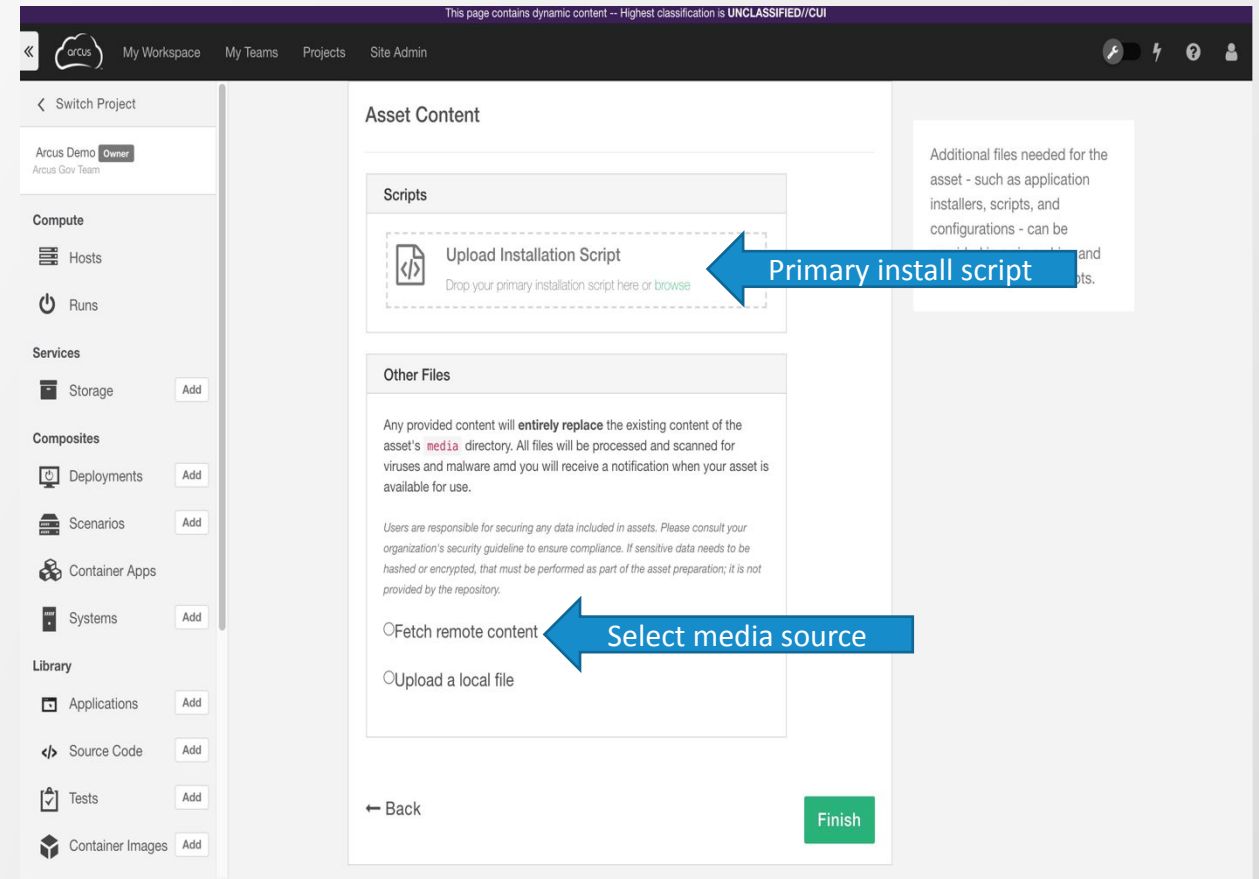 This page contains dynamic content -- Highest classification is UNCLASSIFIED//CUI
«
arcus
My Workspace
My Teams
Projects
Site Admin
Switch Project
Arcus Demo Owner
Arcus Gov Team
Compute
Hosts
Runs
Services
Storage Add
Composites
Deployments Add
Scenarios Add
Container Apps
Systems Add
Library
Applications Add
Source Code Add
Tests Add
Container Images Add
Asset Content
Scripts
Upload Installation Script
Drop your primary installation script here or browse
Primary install script
Other Files
Any provided content will entirely replace the existing content of the
asset's media directory. All files will be processed and scanned for
viruses and malware amd you will receive a notification when your asset is
available for use.
Users are responsible for securing any data included in assets. Please consult your
organization's security guideline to ensure compliance. If sensitive data needs to be
hashed or encrypted, that must be performed as part of the asset preparation; it is not
provided by the repository.
Fetch remote content
Select media source
Upload a local file
Back
Finish
Additional files needed for the
asset - such as application
installers, scripts, and
configurations - can be
and